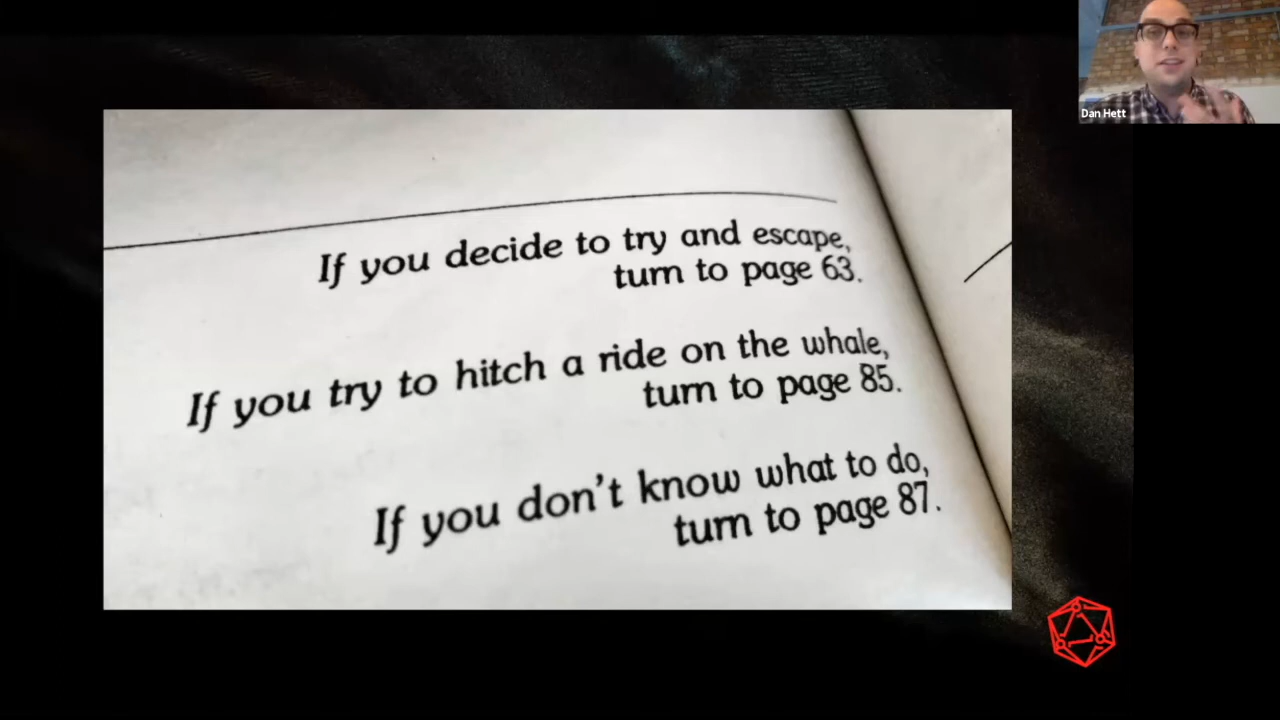 Dan Hett
If you decide to try and escape,
turn to page 63.
If you try to hitch a ride on the whale,
turn to page 85.
If you don't know what to do,
turn to page 87.